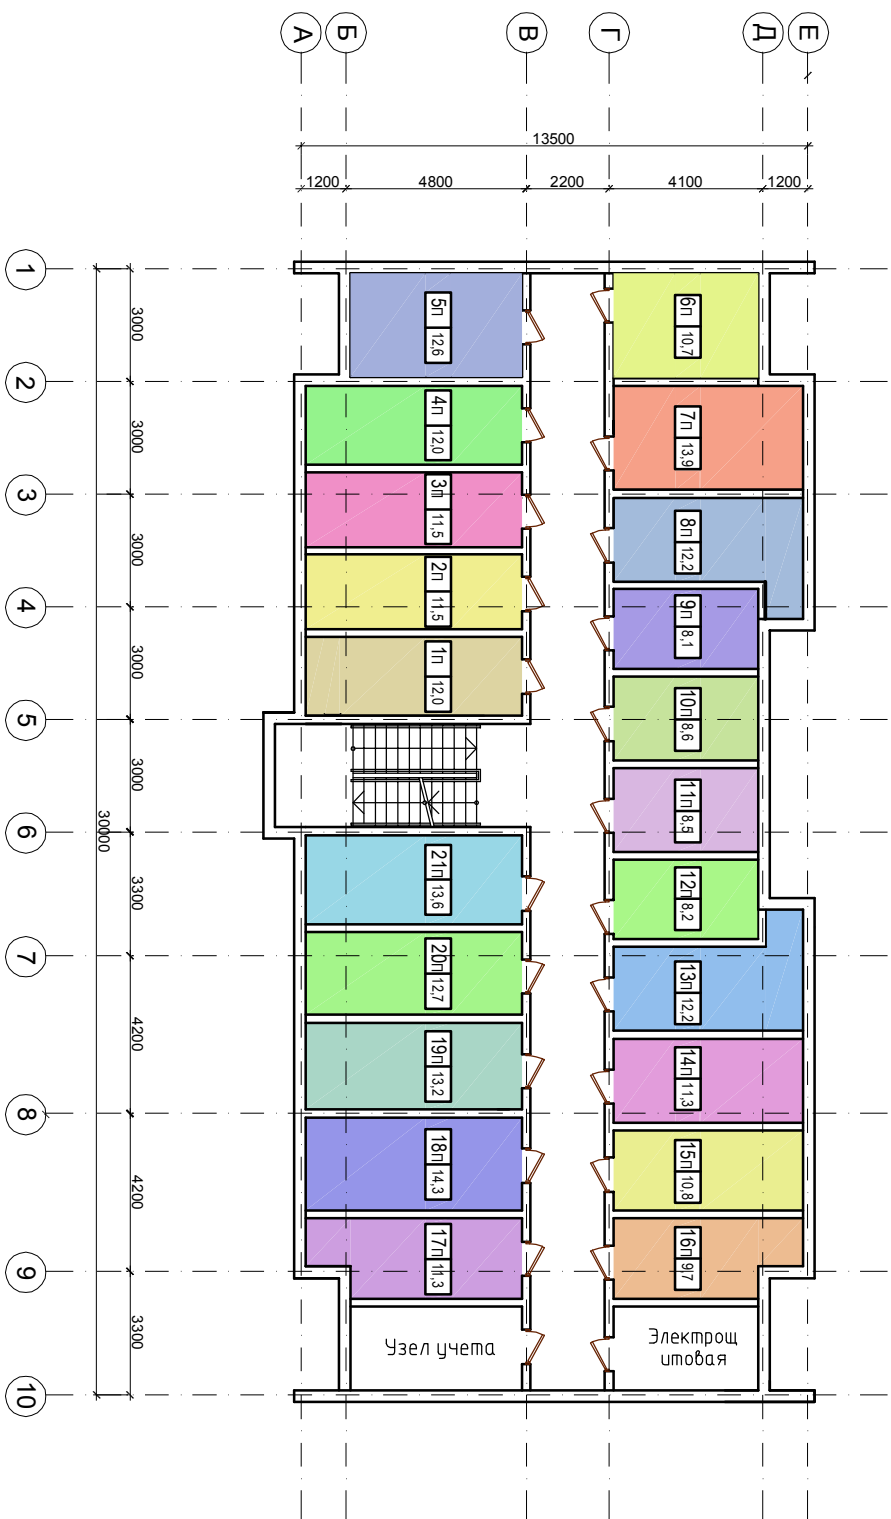 А
Б
В
Г
Д
Е
13500
1200
4800
2200
4100
1200
1
2
3
4
5
6
7
8
9
10
3000
3000
3000
3000
3000
3300
4200
4200
3300
30000
5п 12,6
4п 12,0
3п 11,5
2п 11,5
1п 12,0
21п 13,6
20п 12,7
19п 13,2
18п 14,3
17п 11,3
Узел учета
6п 10,7
7п 13,9
8п 12,2
9п 8,1
10п 8,6
11п 8,5
12п 8,2
13п 12,2
14п 11,3
15п 10,8
16п 9,7
Электрощ
итовая